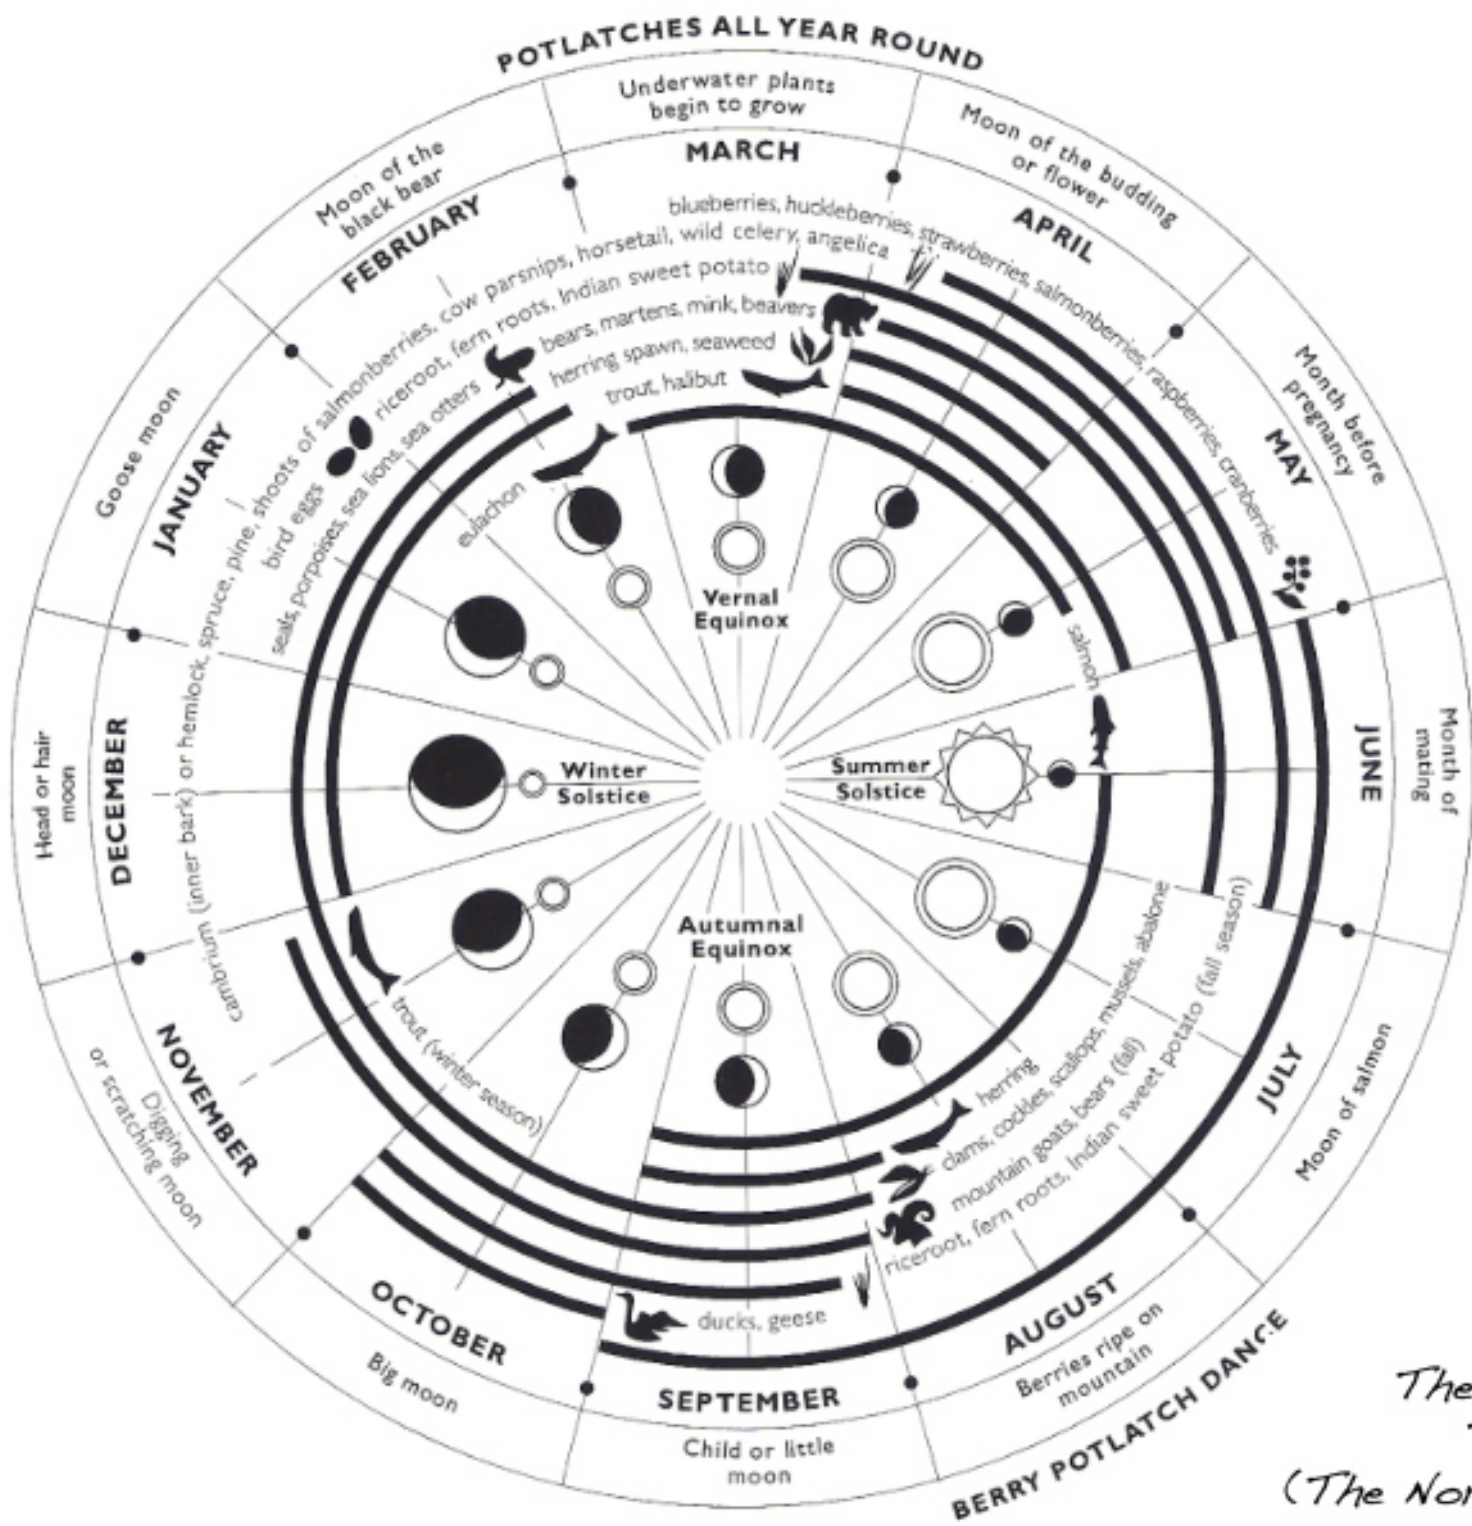 POTLATCHES ALL YEAR ROUND
Underwater plants
begin to grow
MARCH
Moon of the budding
or flower
APRIL
Month before
pregnancy
MAY
Month of
mating
JUNE
Moon of salmon
JULY
Berries ripe on
mountain
AUGUST
BERRY POTLATCH DANCE
Child or little
moon
SEPTEMBER
Big moon
OCTOBER
Digging
or scratching moon
NOVEMBER
Head or hair
moon
DECEMBER
Goose moon
JANUARY
Moon of the
black bear
FEBRUARY
blueberries, huckleberries, strawberries, salmonberries, raspberries, cranberries
cambrium (inner bark) or hemlock, spruce, pine, shoots of salmonberries, cow parsnips, horsetail, wild celery, angelica
bird eggs
riceroot, fern roots, Indian sweet potato
seals, porpoises, sea lions, sea otters
bears, martens, mink, beavers
herring spawn, seaweed
trout, halibut
eulachon
salmon
herring
clams, cockles, scallops, mussels, abalone
mountain goats, bears (fall)
riceroot, fern roots, Indian sweet potato (fall season)
ducks, geese
trout (winter season)
Vernal
Equinox
Summer
Solstice
Autumnal
Equinox
Winter
Solstice
The
(The Nor